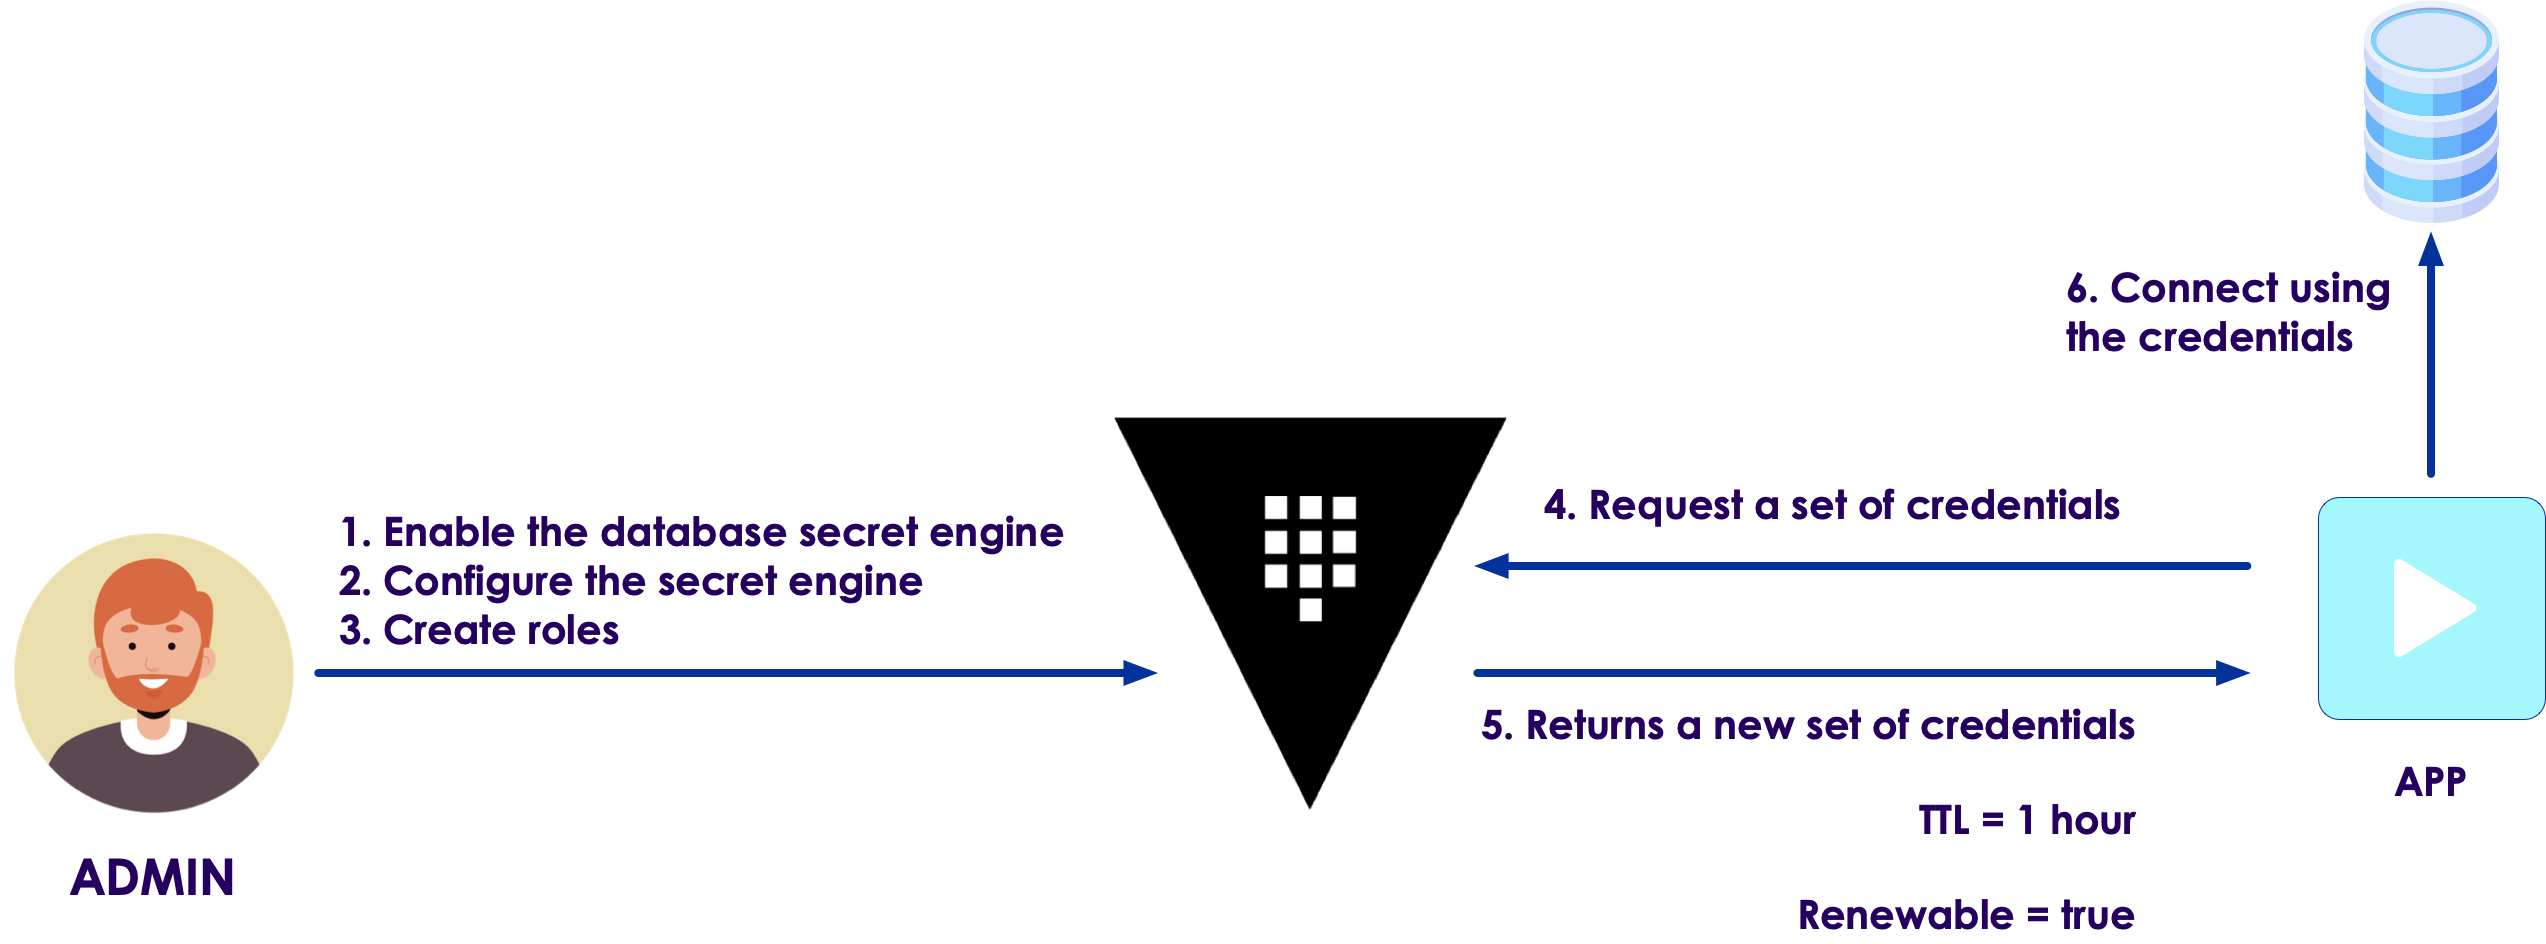 1. Enable the database secret engine
2. Configure the secret engine
3. Create roles
ADMIN
4. Request a set of credentials
5. Returns a new set of credentials
TTL = 1 hour
Renewable = true
6. Connect using
the credentials
APP